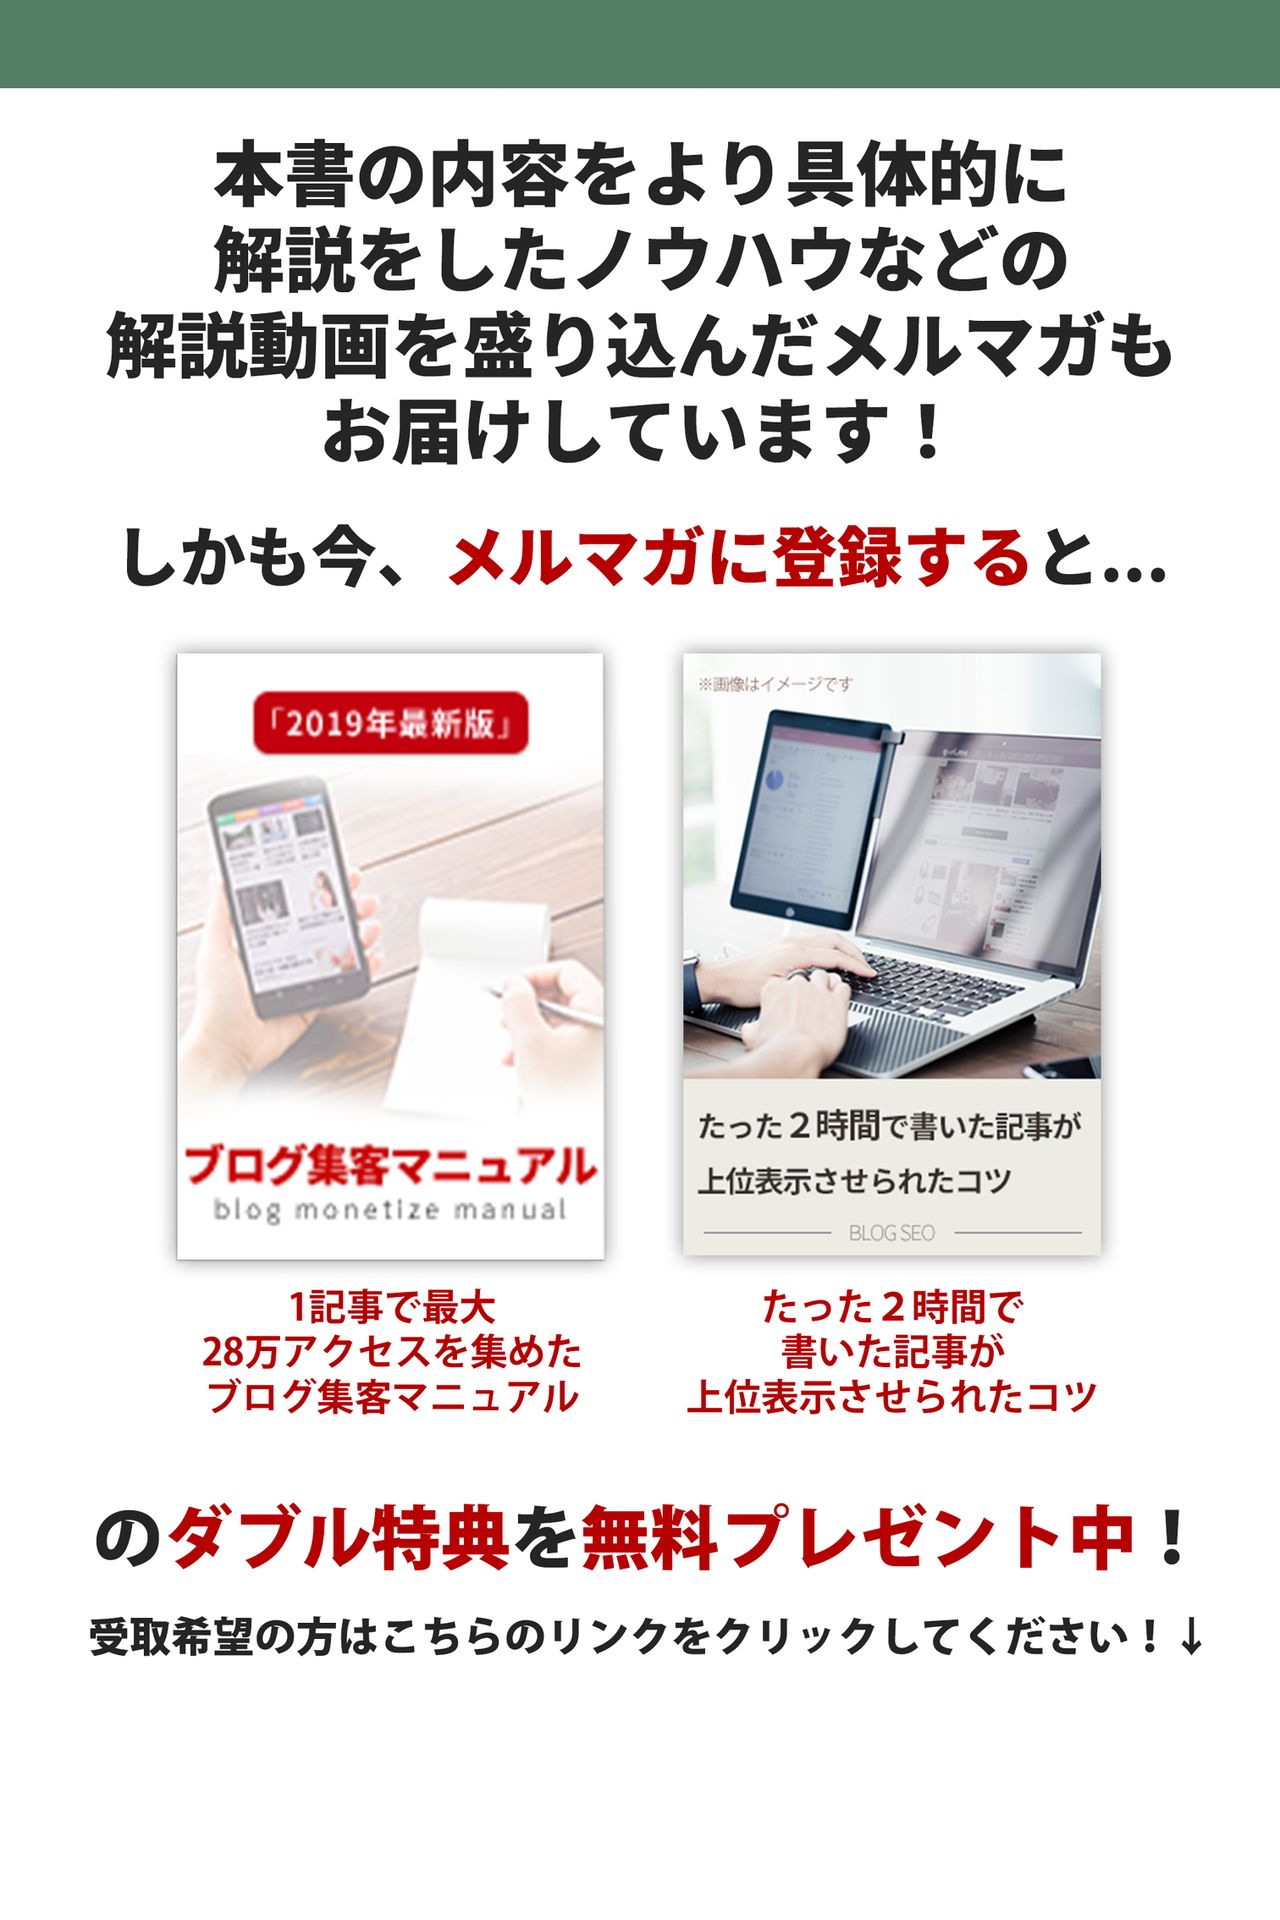 本書の内容をより具体的に
解説をしたノウハウなどの
解説動画を盛り込んだメルマガも
お届けしています！
しかも今、メルマガに登録すると...
「2019年最新版」
ブログ集客マニュアル
blog monetize manual
※画像はイメージです
たった２時間で書いた記事が
上位表示させられたコツ
BLOG SEO
1記事で最大
28万アクセスを集めた
ブログ集客マニュアル
たった２時間で
書いた記事が
上位表示させられたコツ
のダブル特典を無料プレゼント中！
受取希望の方はこちらのリンクをクリックしてください！↓